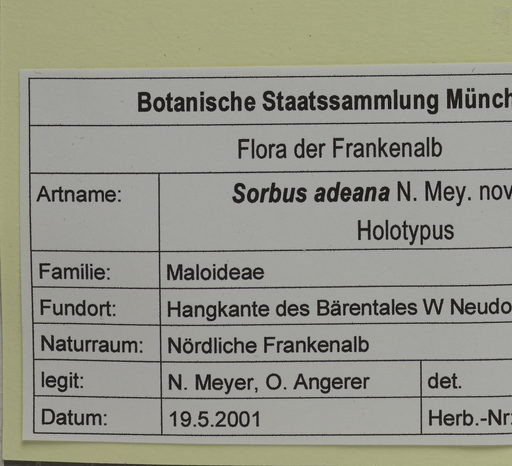 Botanische Staatssammlung Münch
Flora der Frankenalb
Artname: Sorbus adeana N. Mey. nov
Holotypus
Familie: Maloideae
Fundort: Hangkante des Bärentales W Neudo
Naturraum: Nördliche Frankenalb
legit: N. Meyer, O. Angerer det.
Datum: 19.5.2001 Herb.-Nr: